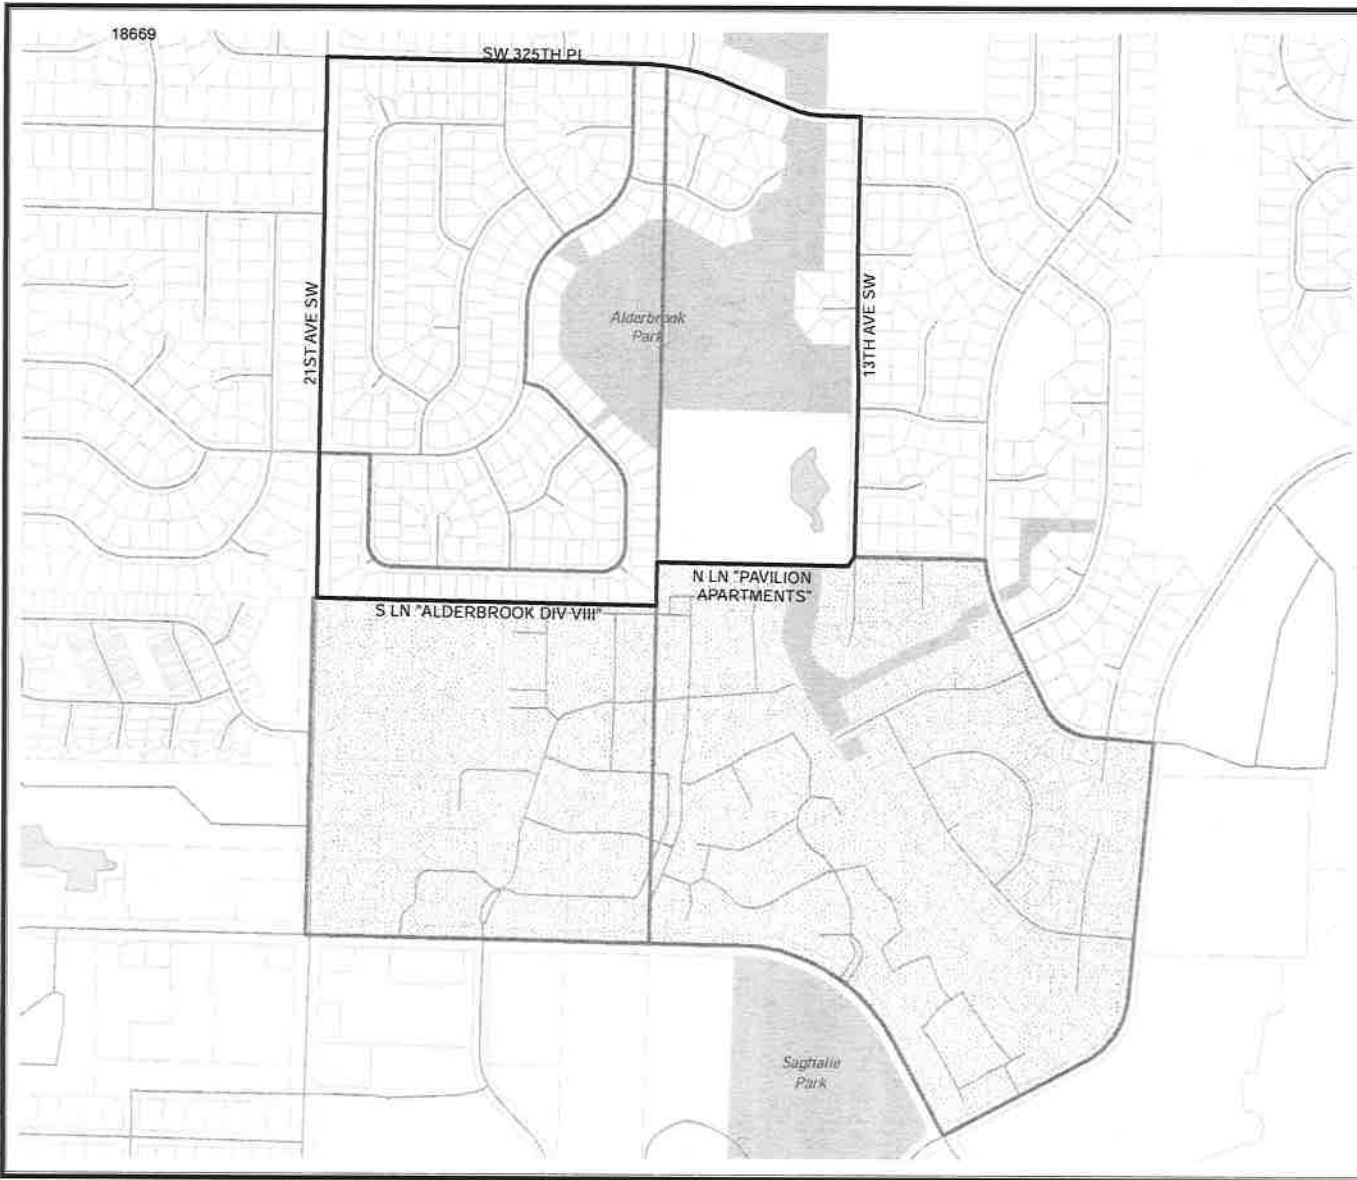 18669
SW 325TH PL
21ST AVE SW
Alderbrook
Park
13TH AVE SW
N LN "PAVILION
APARTMENTS"
S LN "ALDERBROOK DIV VIII"
Saghalie
Park